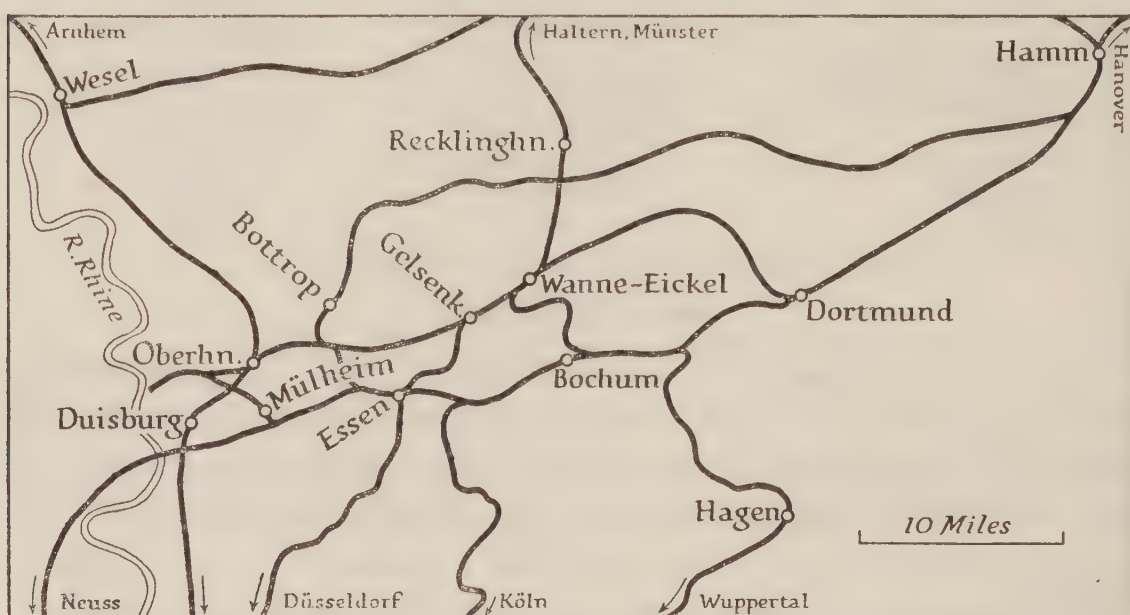 Arnhem
Haltern, Münster
Hamm
Hanover
Wesel
Recklinghn.
R. Rhine
Bottrop
Gelsenk.
Wanne-Eickel
Dortmund
Oberhn.
Mülheim
Bochum
Duisburg
Essen
Hagen
10 Miles
Neuss
Düsseldorf
Köln
Wuppertal